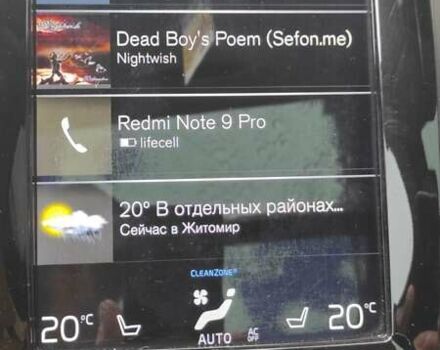 Dead Boy's Poem (Sefon.me)
Nightwish
Redmi Note 9 Pro
lifecell
20° В отдельных районах...
Сейчас в Житомир
CLEANZONE®
20°C
AUTO
AC
OFF
20°C